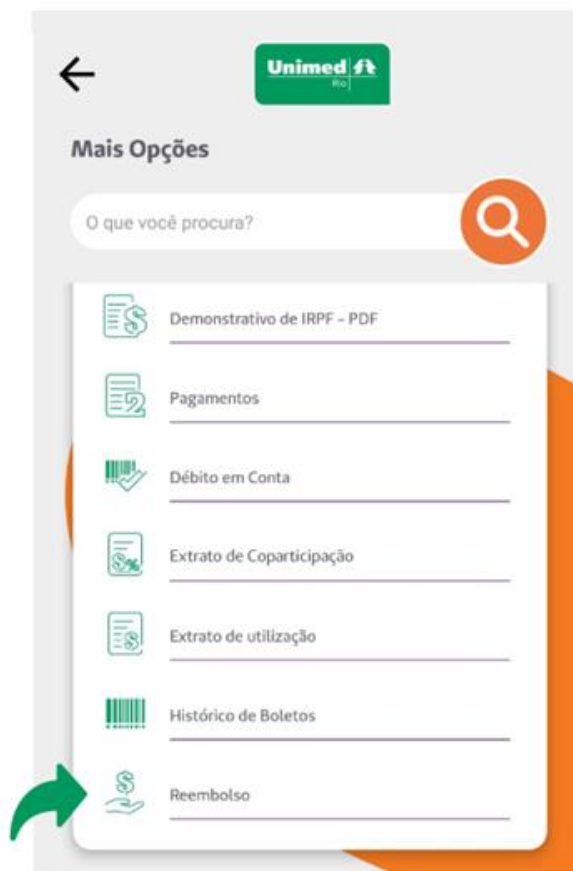 Unimed
Rio
Mais Opções
O que você procura?
Demonstrativo de IRPF - PDF
Pagamentos
Débito em Conta
Extrato de Coparticipação
Extrato de utilização
Histórico de Boletos
Reembolso